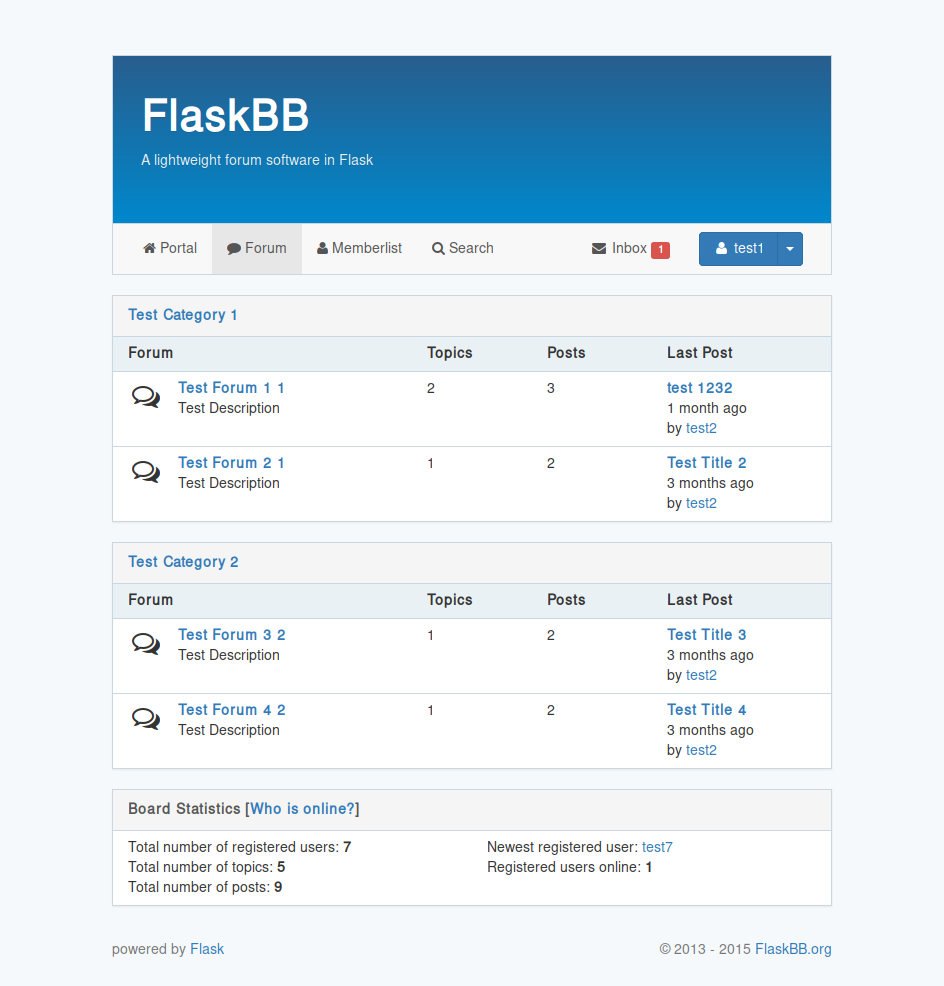 FlaskBB
A lightweight forum software in Flask
Portal Forum Memberlist Search Inbox 1 test1
Test Category 1
Forum Topics Posts Last Post
Test Forum 1 1 2 3 test 1232
Test Description 1 month ago
by test2
Test Forum 2 1 1 2 Test Title 2
Test Description 3 months ago
by test2
Test Category 2
Forum Topics Posts Last Post
Test Forum 3 2 1 2 Test Title 3
Test Description 3 months ago
by test2
Test Forum 4 2 1 2 Test Title 4
Test Description 3 months ago
by test2
Board Statistics [Who is online?]
Total number of registered users: 7 Newest registered user: test7
Total number of topics: 5 Registered users online: 1
Total number of posts: 9
powered by Flask © 2013 - 2015 FlaskBB.org